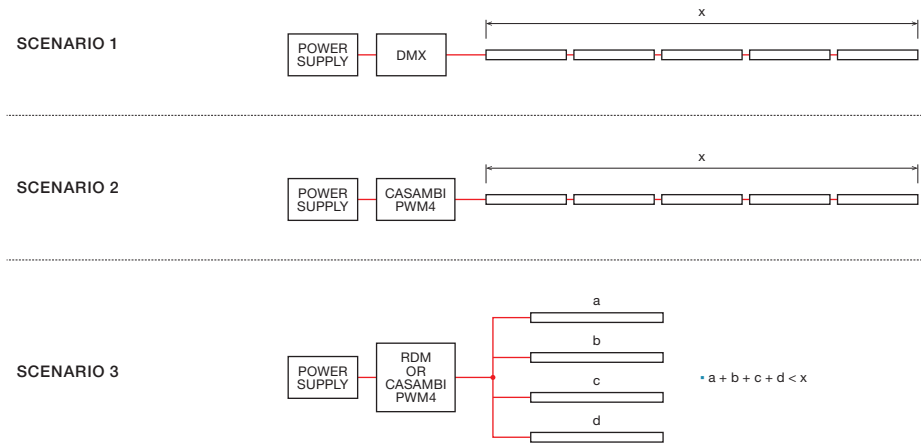 x
SCENARIO 1
POWER
SUPPLY
DMX
x
SCENARIO 2
POWER
SUPPLY
CASAMBI
PWM4
a
b
SCENARIO 3
POWER
SUPPLY
RDM
OR
CASAMBI
PWM4
▪ a + b + c + d < x
c
d